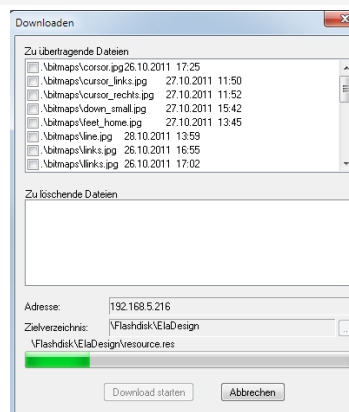 Downloaden
Zu übertragende Dateien
.\bitmaps\corsor.jpg26.10.2011 17:25
.\bitmaps\cursor_links.jpg 27.10.2011 11:50
.\bitmaps\cursor_rechts.jpg 27.10.2011 11:52
.\bitmaps\down_small.jpg 27.10.2011 15:42
.\bitmaps\feet_home.jpg 27.10.2011 13:45
.\bitmaps\line.jpg 28.10.2011 13:59
.\bitmaps\links.jpg 26.10.2011 16:55
.\bitmaps\llinks.jpg 26.10.2011 17:02
Zu löschende Dateien
Adresse: 192.168.5.216
Zielverzeichnis: \Flashdisk\ElaDesign
...
\Flashdisk\ElaDesign\resource.res
Download starten Abbrechen